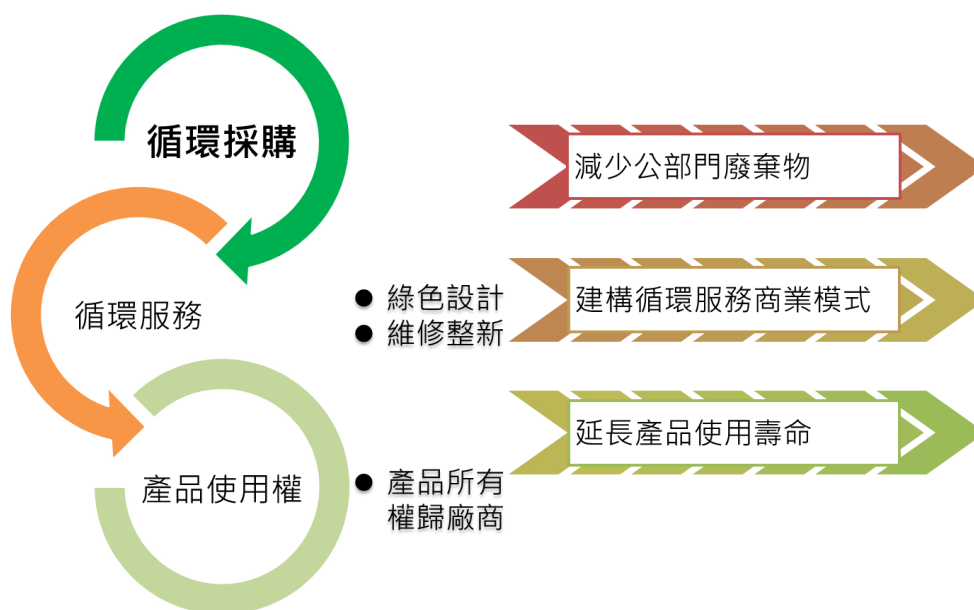 循環採購
減少公部門廢棄物
循環服務
● 綠色設計
● 維修整新
建構循環服務商業模式
產品使用權
● 產品所有
權歸廠商
延長產品使用壽命